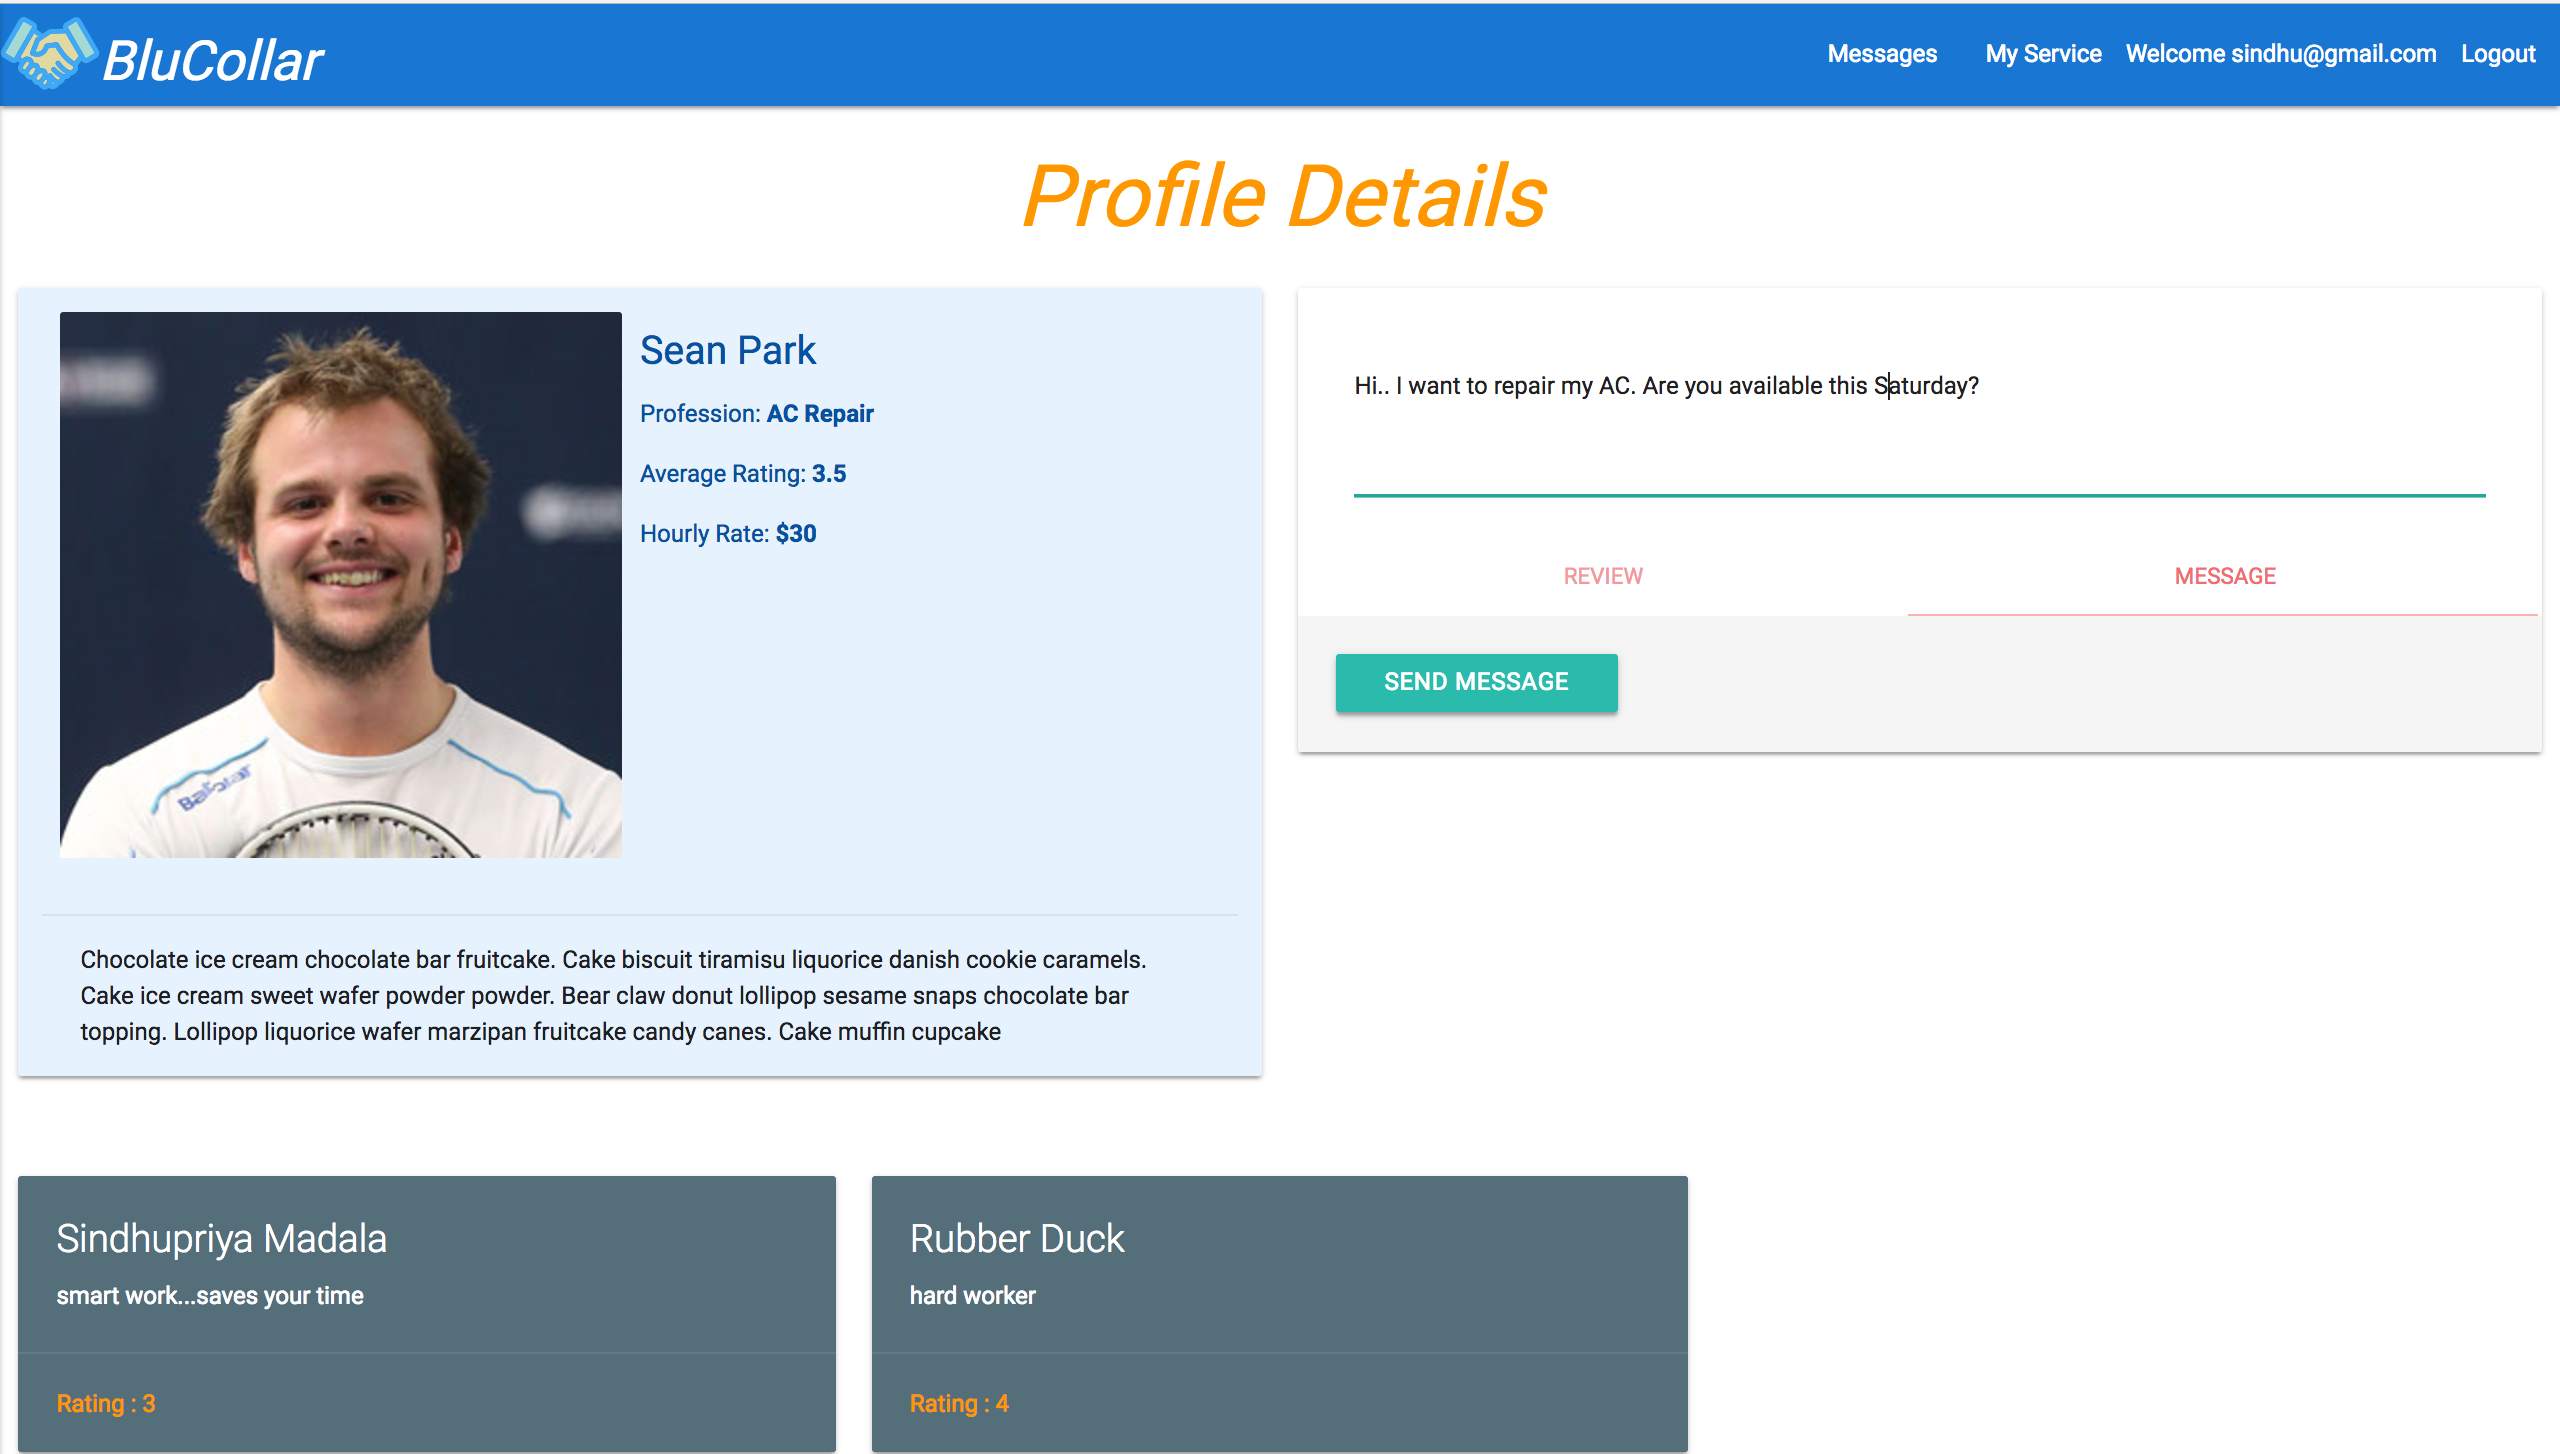 BluCollar
Messages My Service Welcome sindhu@gmail.com Logout
Profile Details
Sean Park
Profession: AC Repair
Average Rating: 3.5
Hourly Rate: $30
Chocolate ice cream chocolate bar fruitcake. Cake biscuit tiramisu liquorice danish cookie caramels.
Cake ice cream sweet wafer powder powder. Bear claw donut lollipop sesame snaps chocolate bar
topping. Lollipop liquorice wafer marzipan fruitcake candy canes. Cake muffin cupcake
Hi.. I want to repair my AC. Are you available this Saturday?
REVIEW MESSAGE
SEND MESSAGE
Sindhupriya Madala
smart work...saves your time
Rating : 3
Rubber Duck
hard worker
Rating : 4